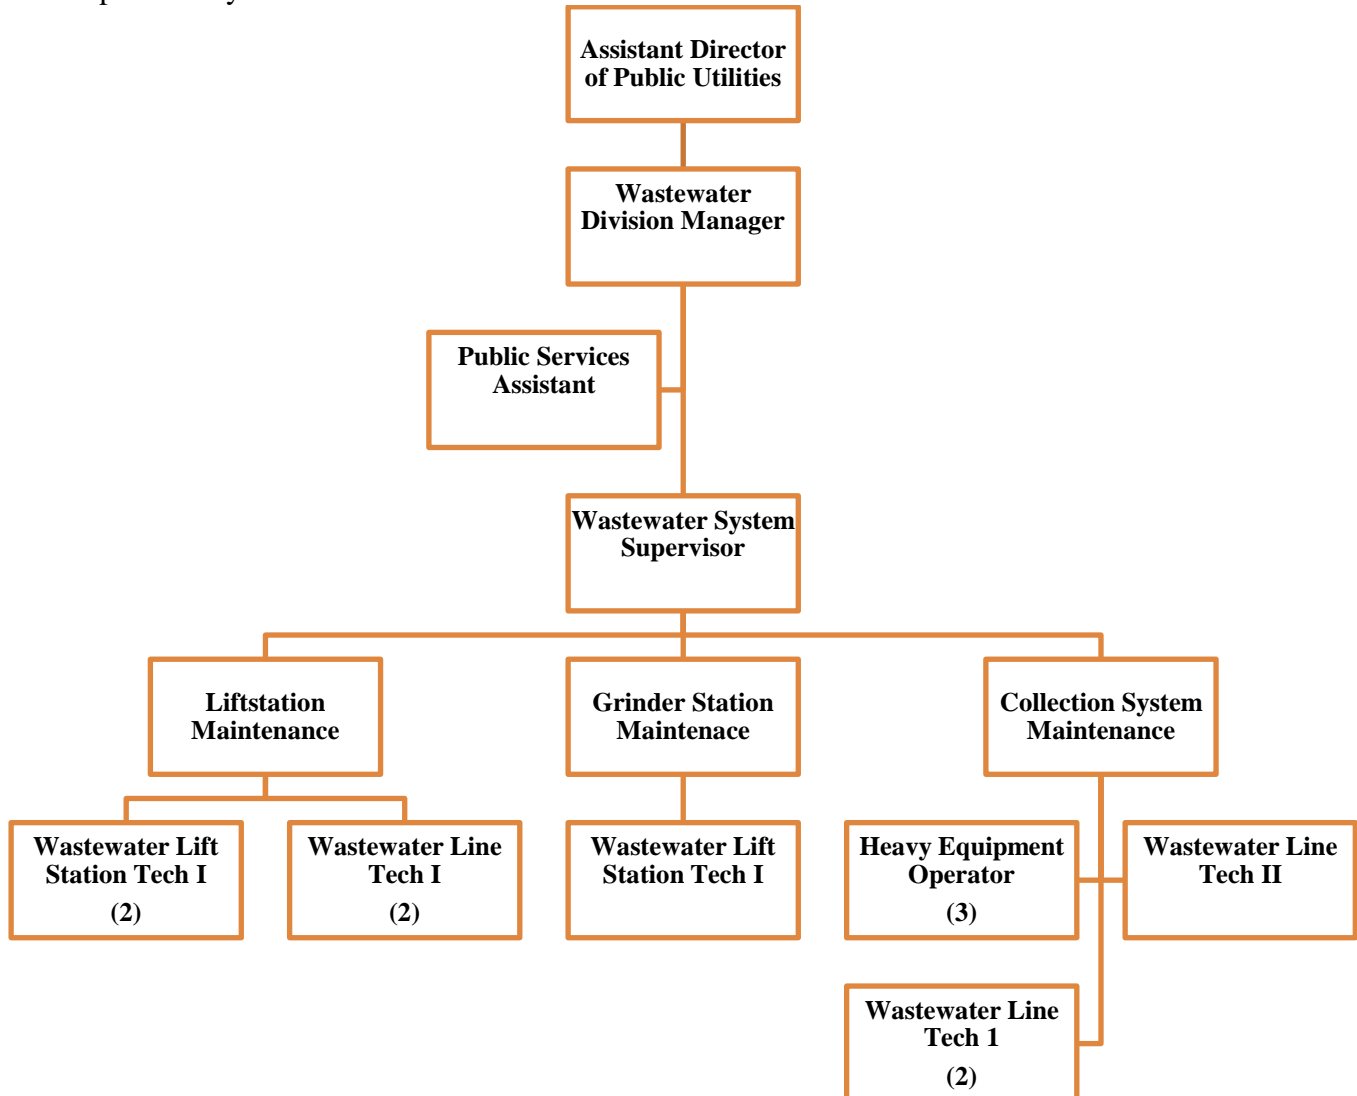 Assistant Director
of Public Utilities
Wastewater
Division Manager
Public Services
Assistant
Wastewater System
Supervisor
Liftstation
Maintenance
Grinder Station
Maintenace
Collection System
Maintenance
Wastewater Lift
Station Tech I
(2)
Wastewater Line
Tech I
(2)
Wastewater Lift
Station Tech I
Heavy Equipment
Operator
(3)
Wastewater Line
Tech II
Wastewater Line
Tech 1
(2)